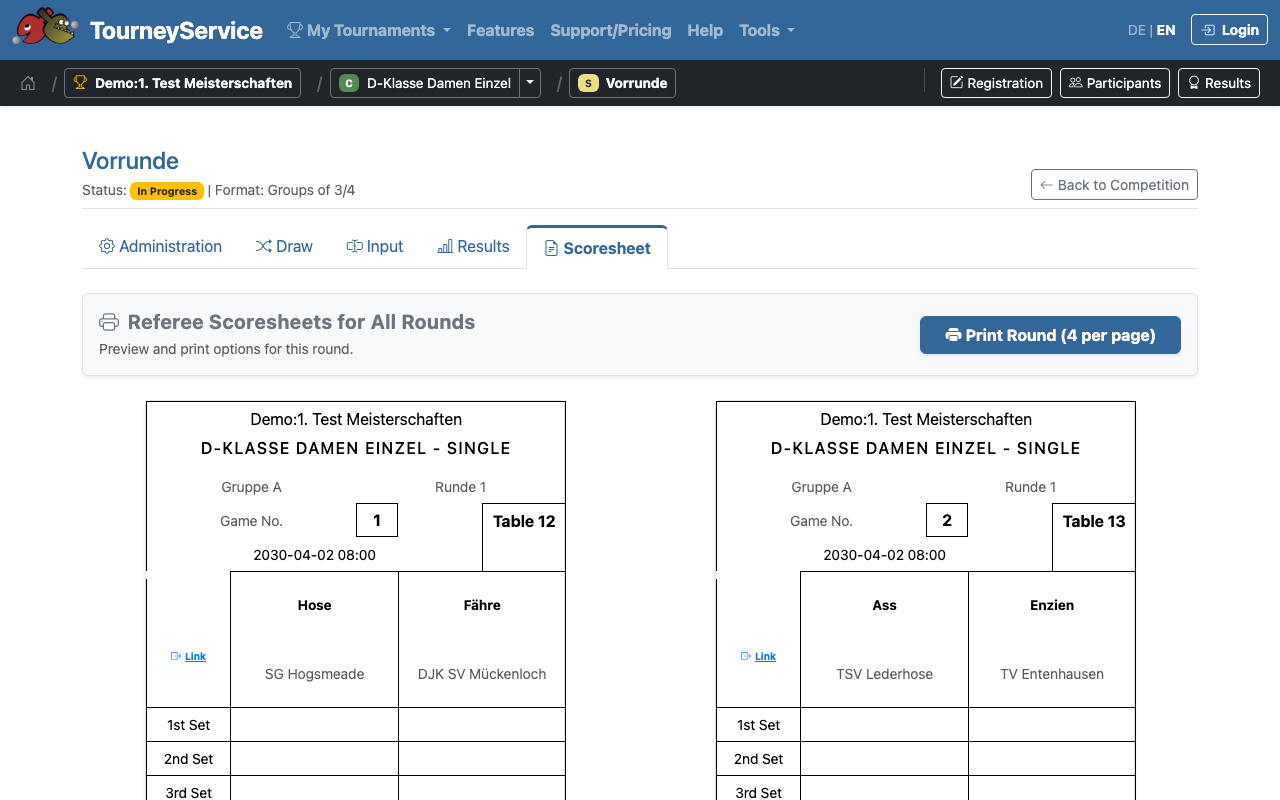 TourneyService My Tournaments Features Support/Pricing Help Tools DE | EN Login
/ Demo:1. Test Meisterschaften / C D-Klasse Damen Einzel / S Vorrunde Registration Participants Results
Vorrunde
Status: In Progress | Format: Groups of 3/4
Back to Competition
Administration Draw Input Results Scoresheet
Referee Scoresheets for All Rounds
Preview and print options for this round.
Print Round (4 per page)
Demo:1. Test Meisterschaften
D-KLASSE DAMEN EINZEL - SINGLE
Gruppe A Runde 1
Game No. 1 Table 12
2030-04-02 08:00
Hose Fähre
Link
SG Hogsmeade DJK SV Mückenloch
1st Set
2nd Set
3rd Set
Demo:1. Test Meisterschaften
D-KLASSE DAMEN EINZEL - SINGLE
Gruppe A Runde 1
Game No. 2 Table 13
2030-04-02 08:00
Ass Enzien
Link
TSV Lederhose TV Entenhausen
1st Set
2nd Set
3rd Set